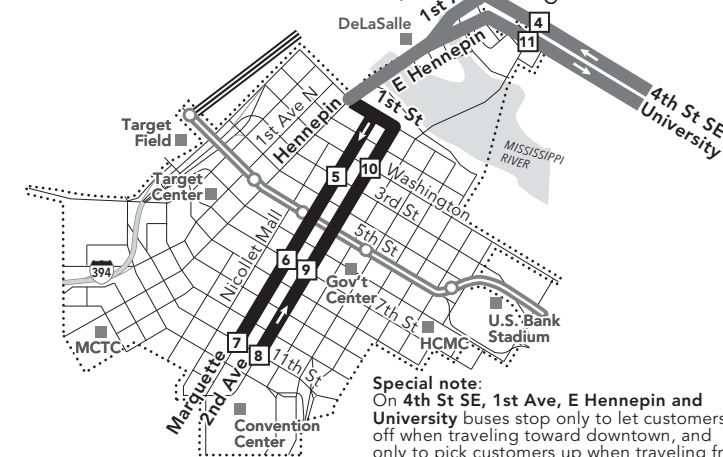 DeLaSalle
1st
4
11
E Hennepin
4th St SE
University
1st St
1st Ave N
Hennepin
Target
Field
MISSISSIPPI
RIVER
Target
Center
5
10
Washington
3rd St
5th St
Nicollet Mall
6
9
394
Gov't
Center
7th St
U.S. Bank
Stadium
MCTC
HCMC
7
8
11th St
Marquette
2nd Ave
Convention
Center
Special note:
On 4th St SE, 1st Ave, E Hennepin and
University buses stop only to let customers
off when traveling toward downtown, and
only to pick customers up when traveling